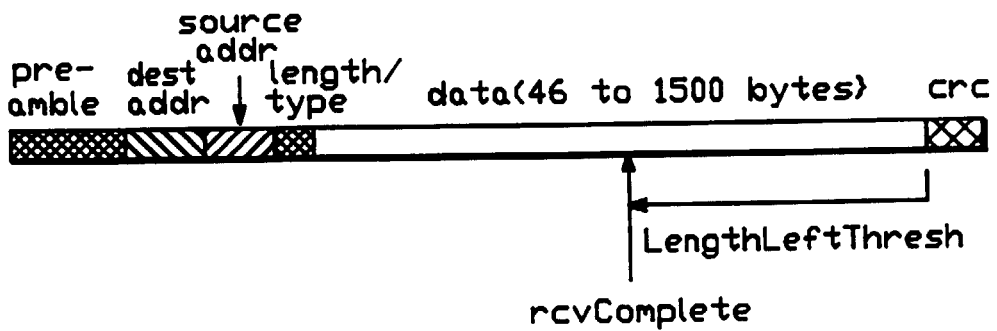 source
addr
pre-
amble
dest
addr
length/
type
data(46 to 1500 bytes)
crc
LengthLeftThresh
rcvComplete